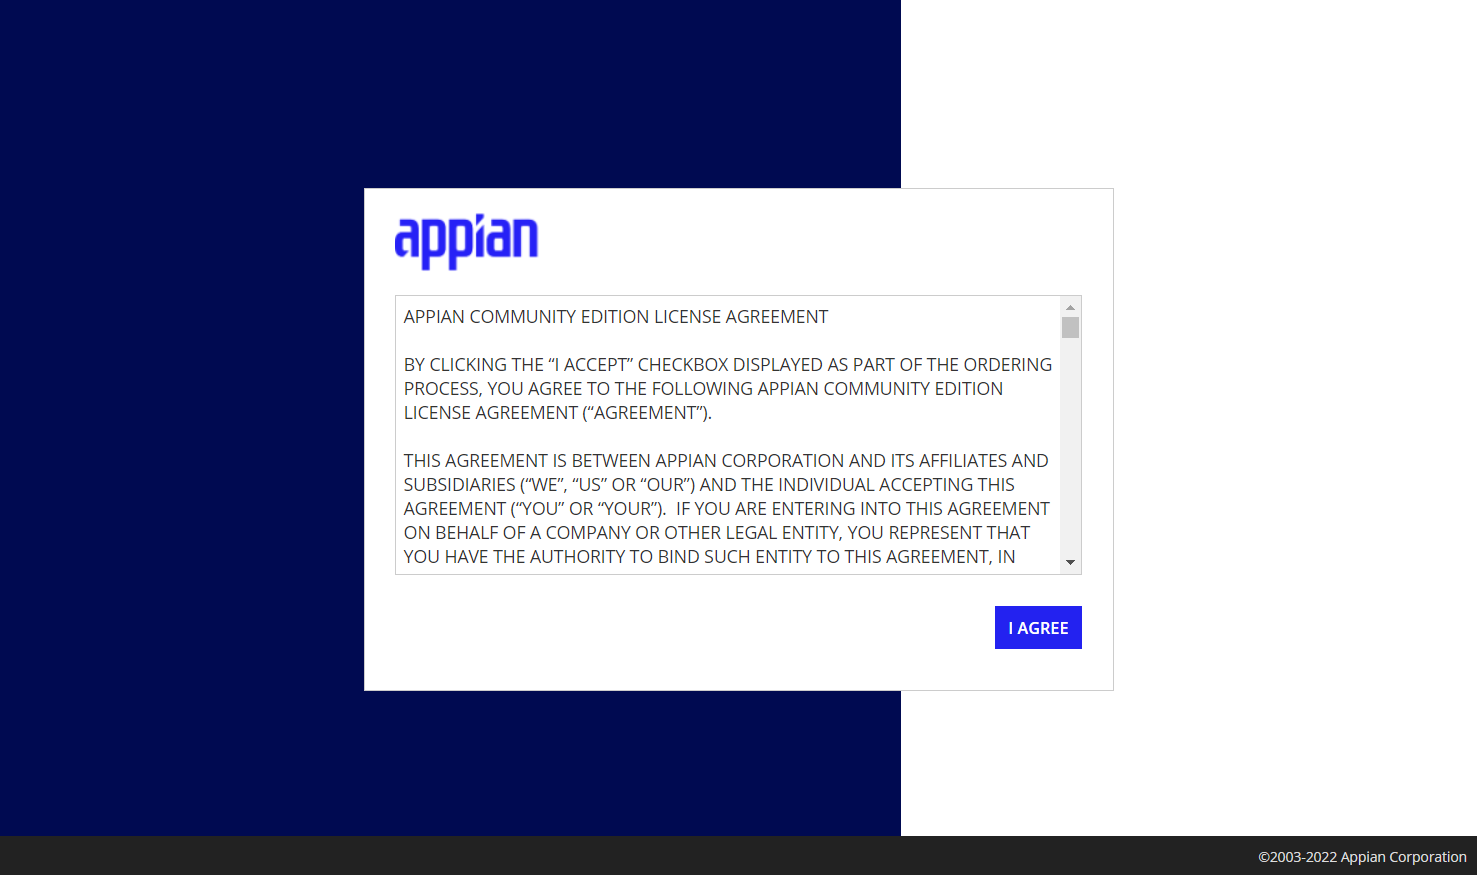 appian
APPIAN COMMUNITY EDITION LICENSE AGREEMENT
BY CLICKING THE “I ACCEPT” CHECKBOX DISPLAYED AS PART OF THE ORDERING
PROCESS, YOU AGREE TO THE FOLLOWING APPIAN COMMUNITY EDITION
LICENSE AGREEMENT (“AGREEMENT”).
THIS AGREEMENT IS BETWEEN APPIAN CORPORATION AND ITS AFFILIATES AND
SUBSIDIARIES (“WE”, “US” OR “OUR”) AND THE INDIVIDUAL ACCEPTING THIS
AGREEMENT (“YOU” OR “YOUR”).  IF YOU ARE ENTERING INTO THIS AGREEMENT
ON BEHALF OF A COMPANY OR OTHER LEGAL ENTITY, YOU REPRESENT THAT
YOU HAVE THE AUTHORITY TO BIND SUCH ENTITY TO THIS AGREEMENT, IN
I AGREE
©2003-2022 Appian Corporation